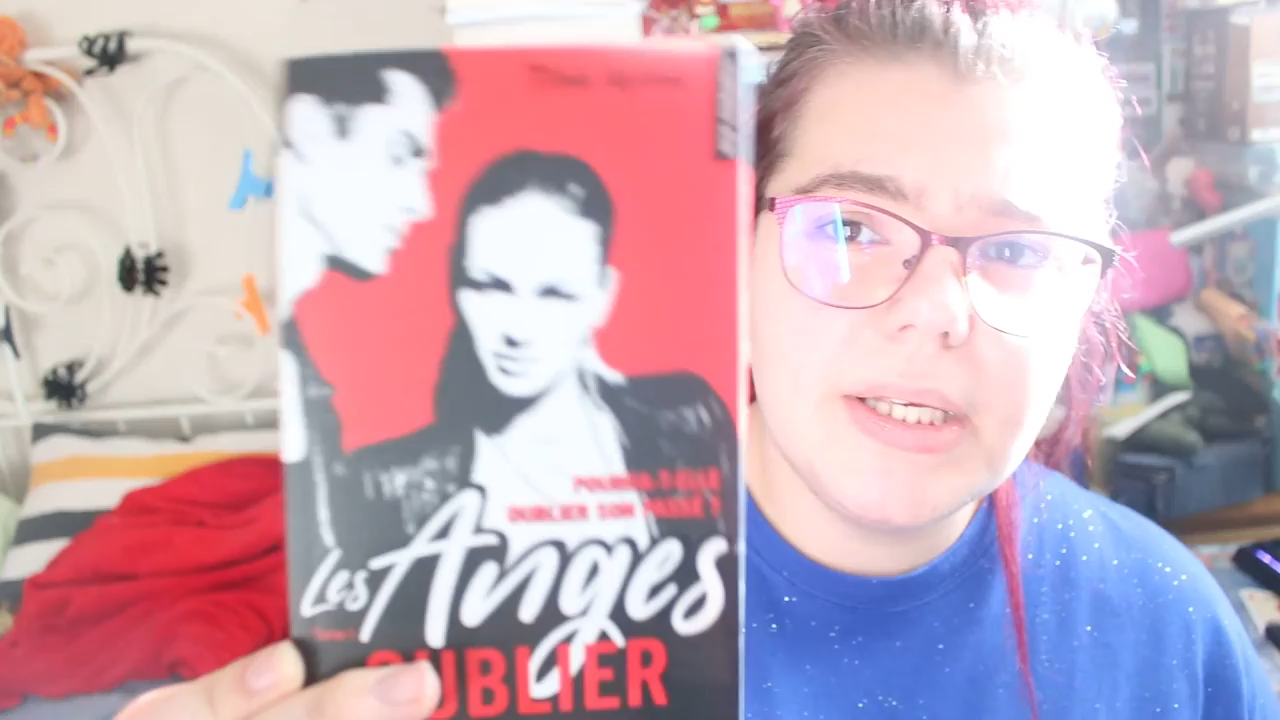 POURRA-T-ELLE
OUBLIER SON PASSÉ ?
Les Anges
OUBLIER